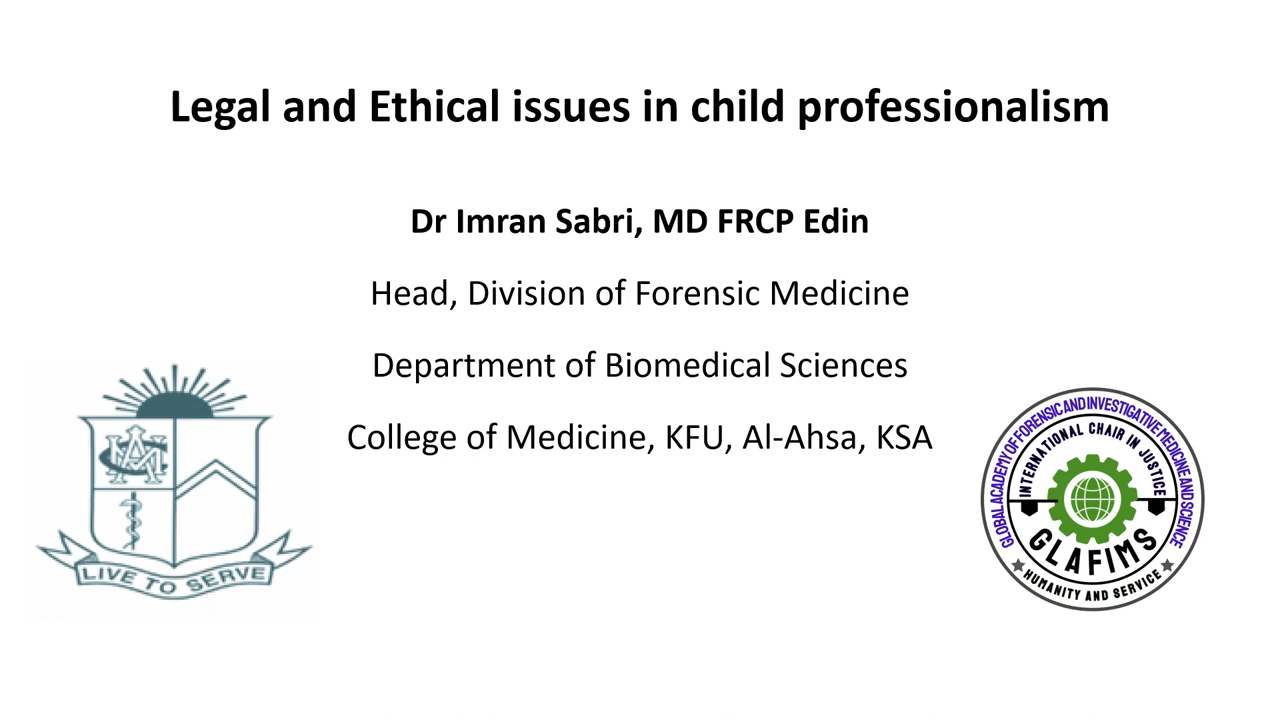 Legal and Ethical issues in child professionalism
Dr Imran Sabri, MD FRCP Edin
Head, Division of Forensic Medicine
Department of Biomedical Sciences
College of Medicine, KFU, Al-Ahsa, KSA
LIVE TO SERVE
GLOBAL ACADEMY OF FORENSIC AND INVESTIGATIVE MEDICINE AND SCIENCE
INTERNATIONAL CHAIR IN JUSTICE
GLAFIMS
HUMANITY AND SERVICE